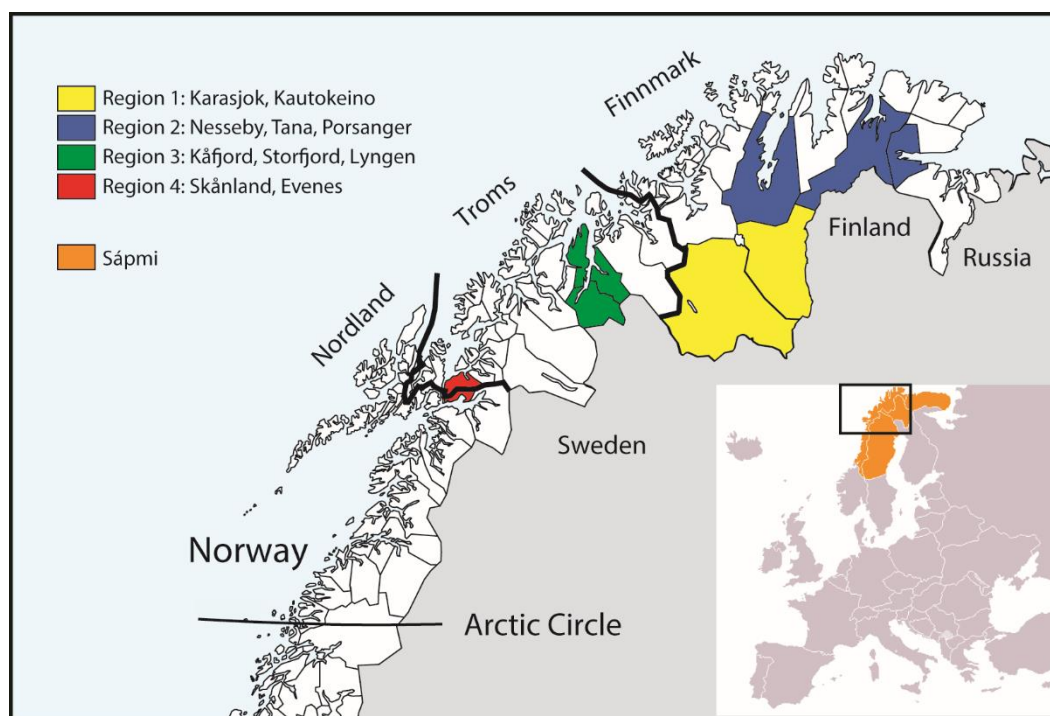 Region 1: Karasjok, Kautokeino
Region 2: Nesseby, Tana, Porsanger
Region 3: Kåfjord, Storfjord, Lyngen
Region 4: Skånland, Evenes
Sápmi
Finnmark
Troms
Nordland
Finland
Russia
Sweden
Norway
Arctic Circle